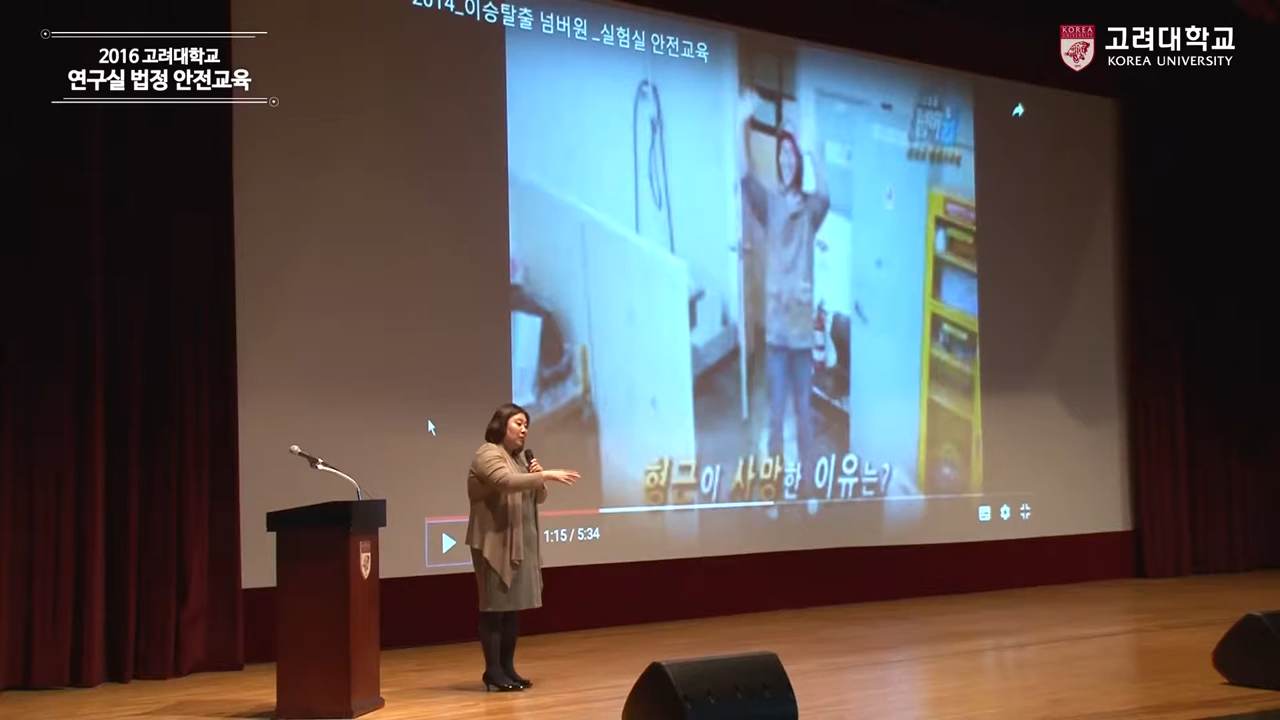 2016 고려대학교
연구실 법정 안전교육
고려대학교
KOREA UNIVERSITY
KOREA
UNIVERSITY
2014_이승탈출 넘버원 _실험실 안전교육
형근이 사망한 이유는?
1:15 / 5:34